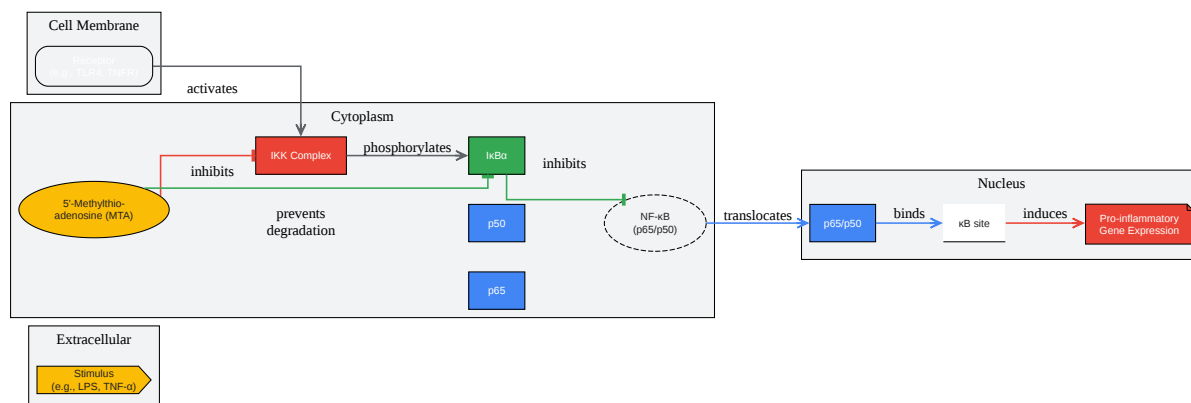 Cell Membrane
Receptor
(e.g., TLR4, TNFR)
activates
Cytoplasm
IKK Complex
phosphorylates
IκBα
inhibits
inhibits
5'-Methylthio-
adenosine (MTA)
prevents
degradation
p50
NF-κB
(p65/p50)
translocates
p65
Nucleus
p65/p50
binds
κB site
induces
Pro-inflammatory
Gene Expression
Extracellular
Stimulus
(e.g., LPS, TNF-α)